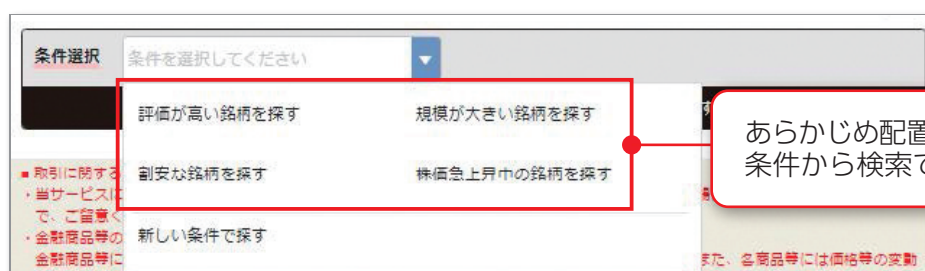 条件選択 条件を選択してください
評価が高い銘柄を探す 規模が大きい銘柄を探す
す
あらかじめ配置
条件から検索で
■取引に関する
割安な銘柄を探す 株価急上昇中の銘柄を探す
・当サービスに
で、ご留意く
・金融商品等の
新しい条件で探す
金融商品等に
また、各商品等には価格等の変動